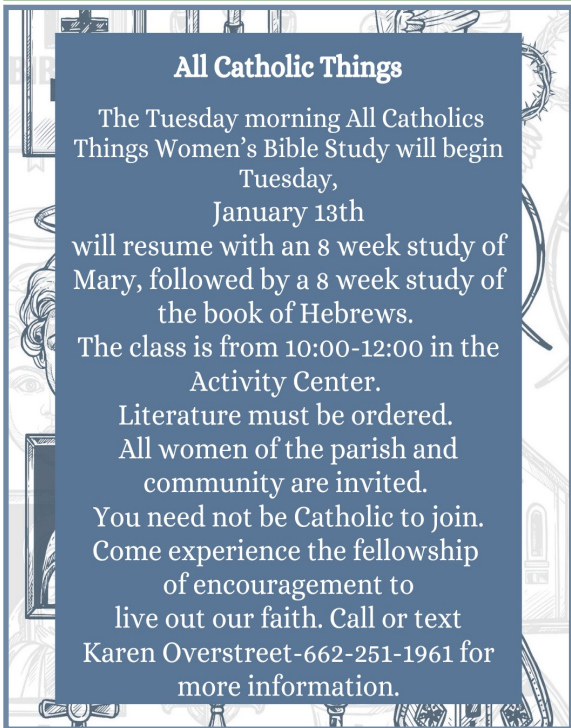 All Catholic Things
The Tuesday morning All Catholics
Things Women's Bible Study will begin
Tuesday,
January 13th
will resume with an 8 week study of
Mary, followed by a 8 week study of
the book of Hebrews.
The class is from 10:00-12:00 in the
Activity Center.
Literature must be ordered.
All women of the parish and
community are invited.
You need not be Catholic to join.
Come experience the fellowship
of encouragement to
live out our faith. Call or text
Karen Overstreet-662-251-1961 for
more information.